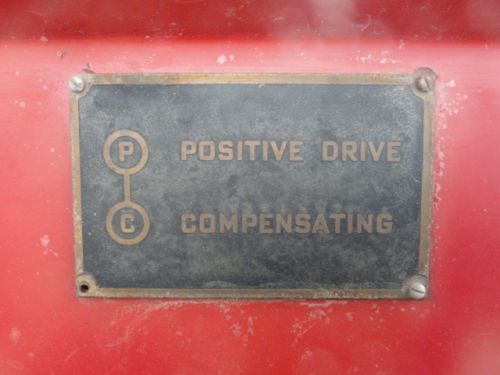 P POSITIVE DRIVE
C COMPENSATING